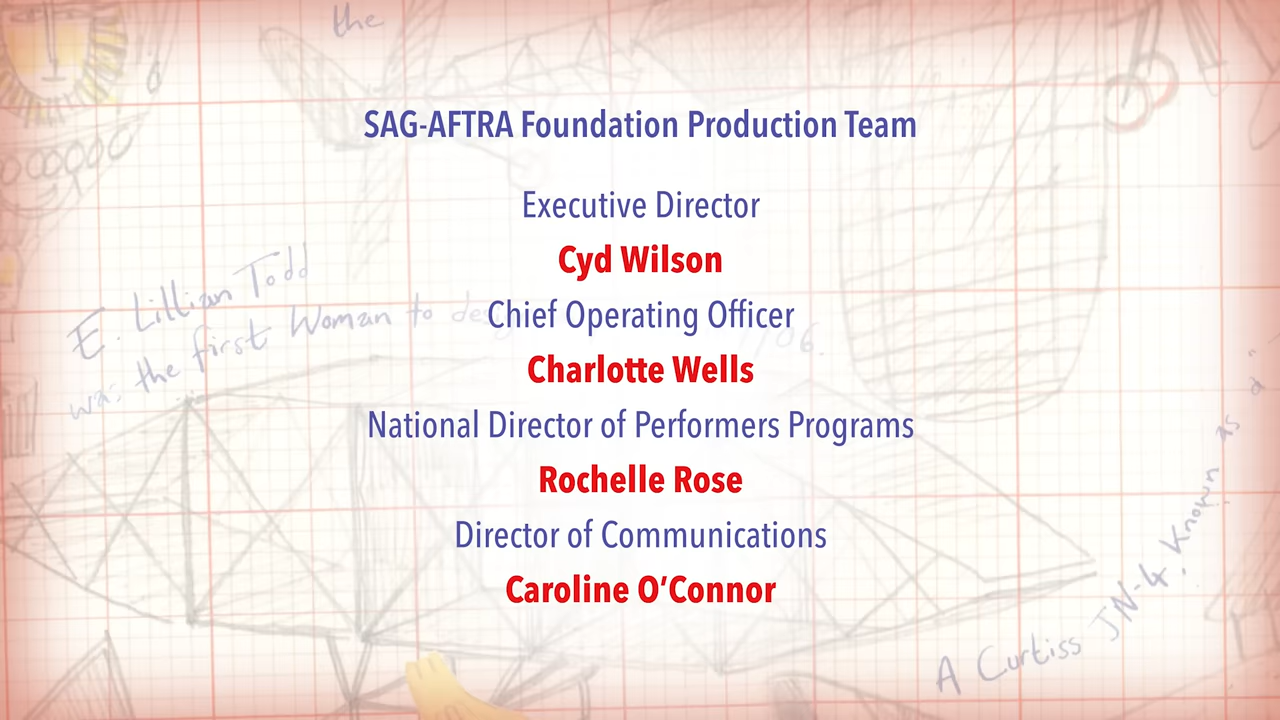 the
SAG-AFTRA Foundation Production Team
Executive Director
Cyd Wilson
Chief Operating Officer
Charlotte Wells
National Director of Performers Programs
Rochelle Rose
Director of Communications
Caroline O’Connor
E. Lillian Todd
was the first Woman to
A Curtiss JN-4, Known as a "